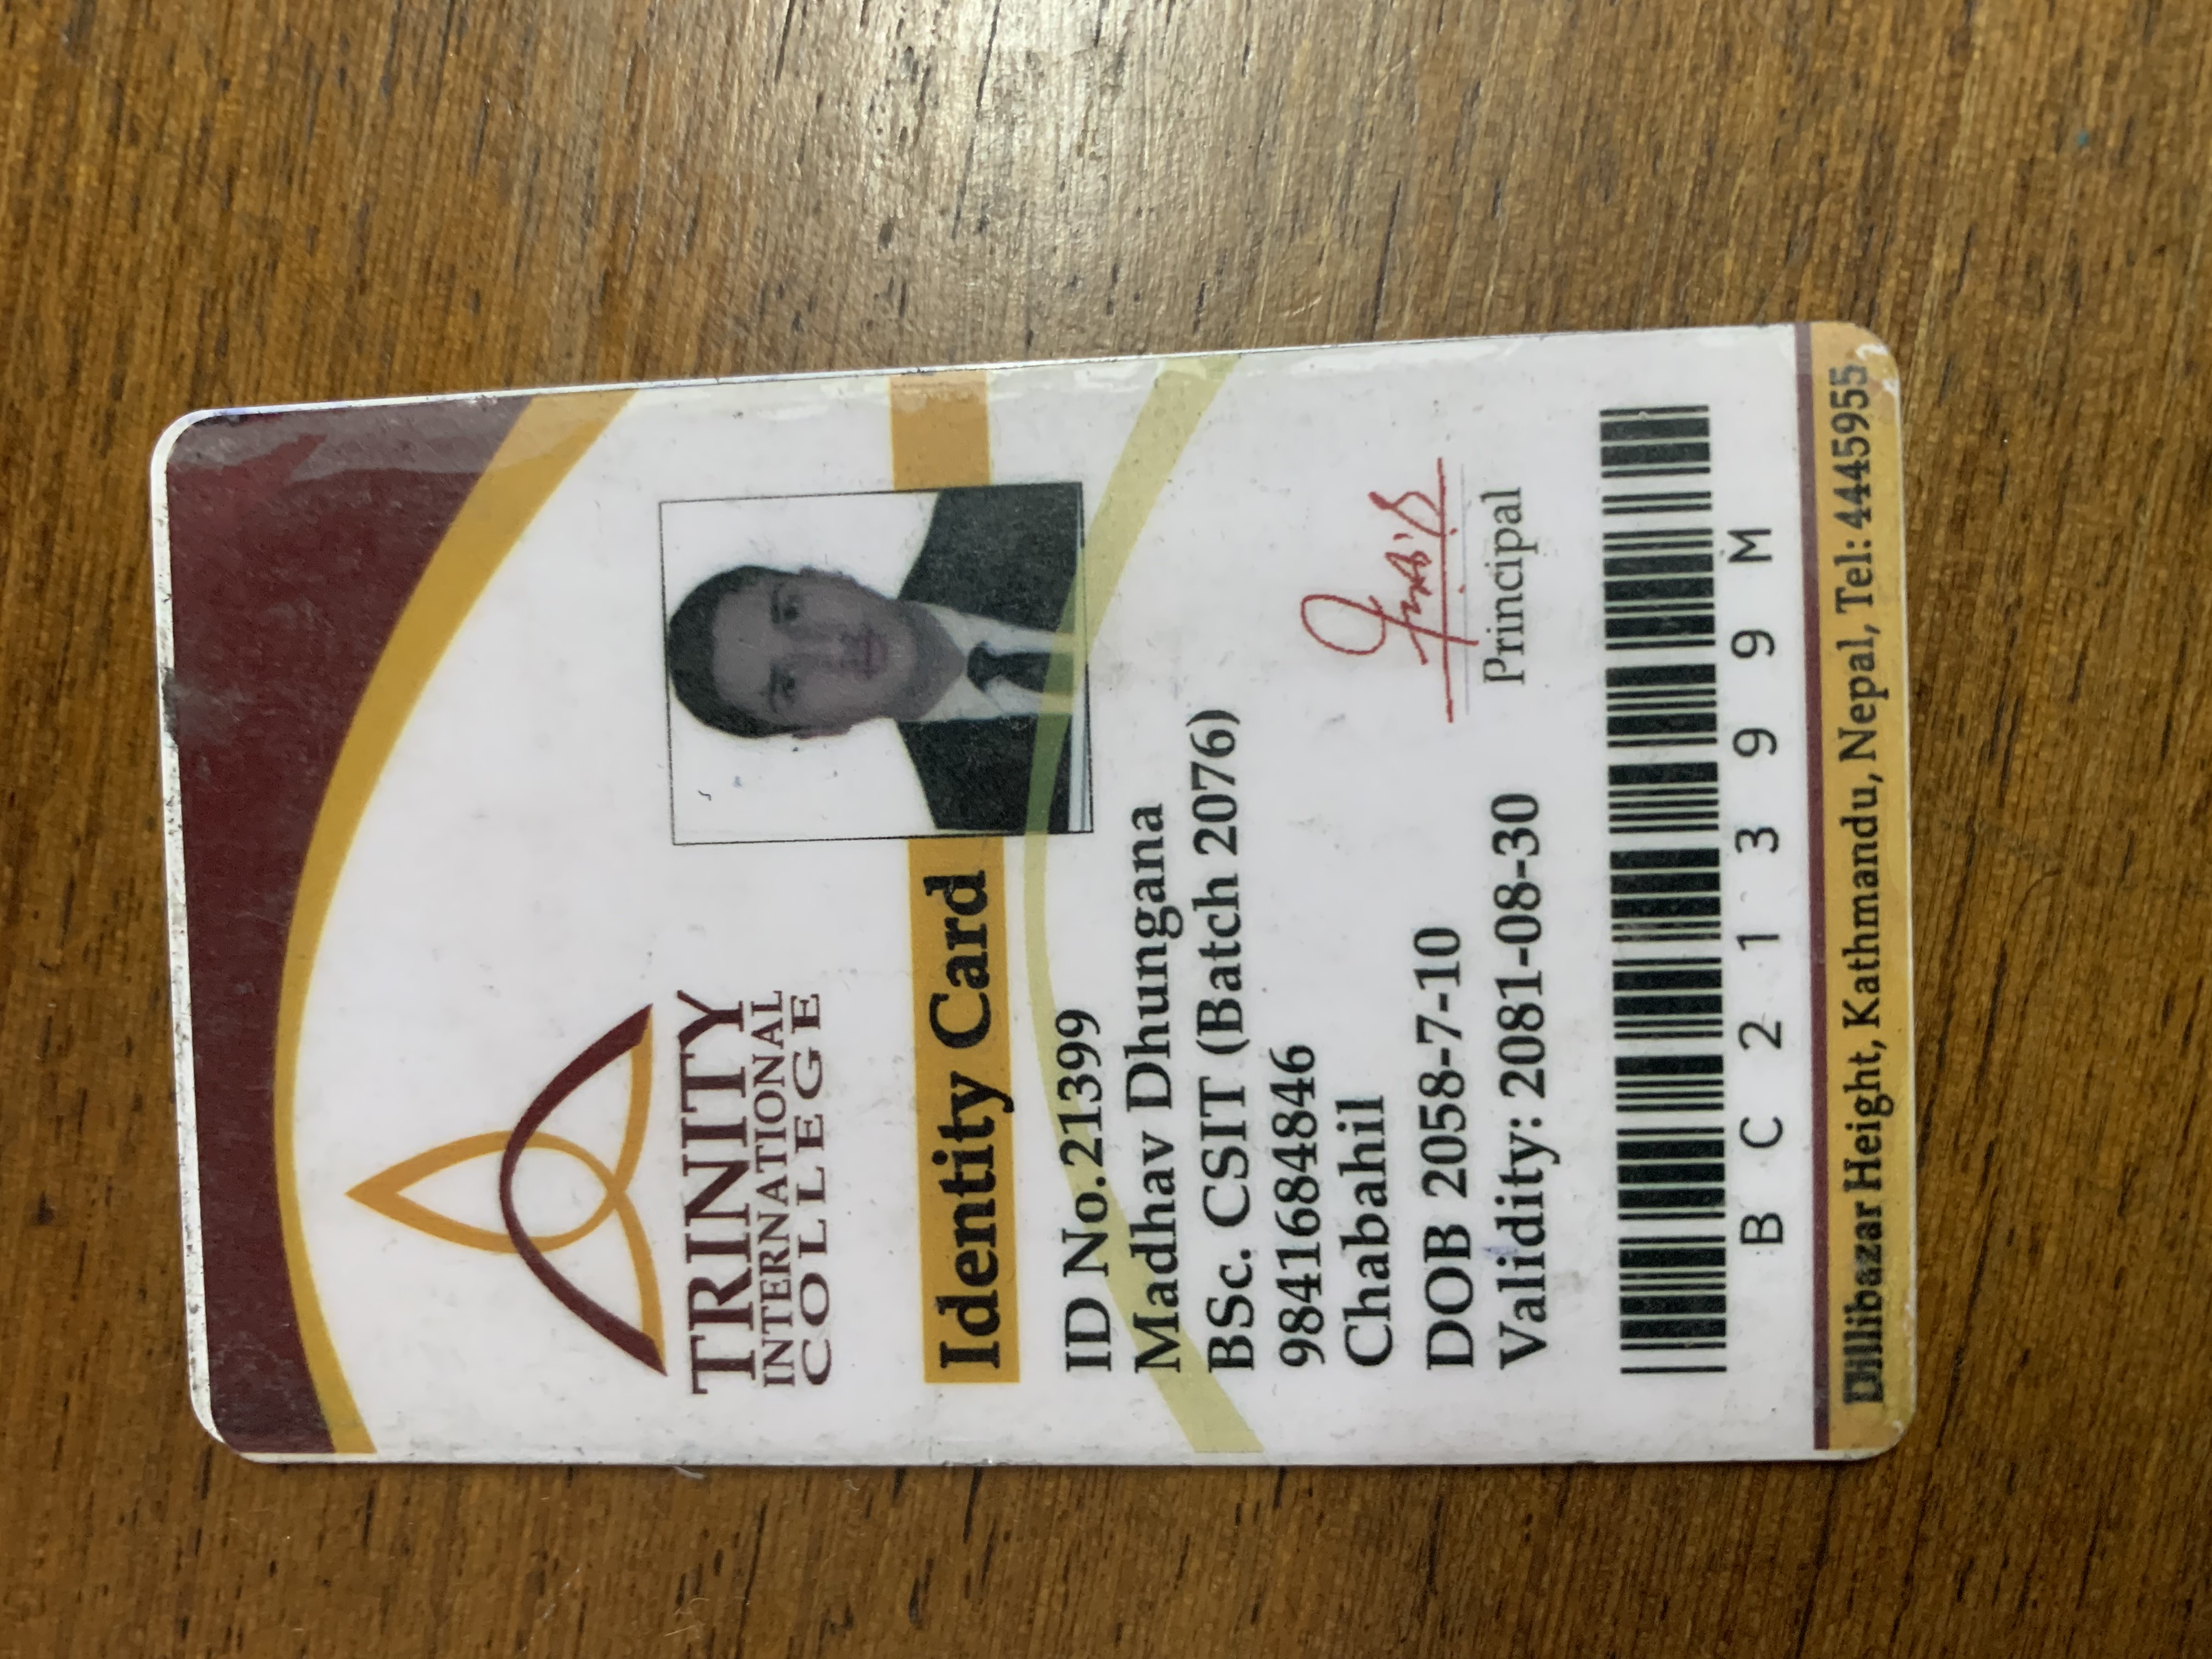 TRINITY
INTERNATIONAL
COLLEGE
Identity Card
ID No.21399
Madhav Dhungana
BSc. CSIT (Batch 2076)
9841684846
Chabahil
DOB 2058-7-10
Validity: 2081-08-30
Principal
B C 2 1 3 9 9 M
Dillibazar Height, Kathmandu, Nepal, Tel: 4445955